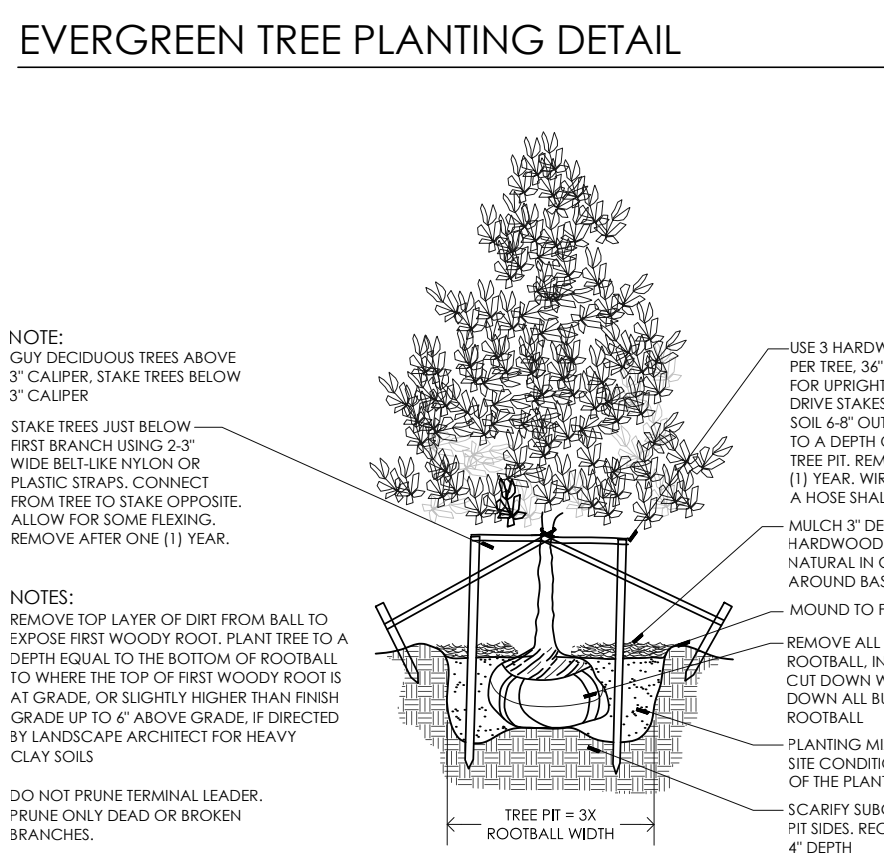 EVERGREEN TREE PLANTING DETAIL
NOTE:
GUY DECIDUOUS TREES ABOVE
3" CALIPER, STAKE TREES BELOW
3" CALIPER
STAKE TREES JUST BELOW
FIRST BRANCH USING 2-3"
WIDE BELT-LIKE NYLON OR
PLASTIC STRAPS. CONNECT
FROM TREE TO STAKE OPPOSITE.
ALLOW FOR SOME FLEXING.
REMOVE AFTER ONE (1) YEAR.
NOTES:
REMOVE TOP LAYER OF DIRT FROM BALL TO
EXPOSE FIRST WOODY ROOT. PLANT TREE TO A
DEPTH EQUAL TO THE BOTTOM OF ROOTBALL
TO WHERE THE TOP OF FIRST WOODY ROOT IS
AT GRADE, OR SLIGHTLY HIGHER THAN FINISH
GRADE UP TO 6" ABOVE GRADE, IF DIRECTED
BY LANDSCAPE ARCHITECT FOR HEAVY
CLAY SOILS
DO NOT PRUNE TERMINAL LEADER.
PRUNE ONLY DEAD OR BROKEN
BRANCHES.
TREE PIT = 3X
ROOTBALL WIDTH
USE 3 HARDW
PER TREE, 36"
FOR UPRIGHT
DRIVE STAKES
SOIL 6-8" OUT
TO A DEPTH
TREE PIT. REM
(1) YEAR. WIR
A HOSE SHAL
MULCH 3" DE
HARDWOOD
NATURAL IN
AROUND BAS
MOUND TO F
REMOVE ALL
ROOTBALL, IN
CUT DOWN W
DOWN ALL BU
ROOTBALL
PLANTING MI
SITE CONDITIO
OF THE PLANT
SCARIFY SUBG
PIT SIDES. REC
4" DEPTH